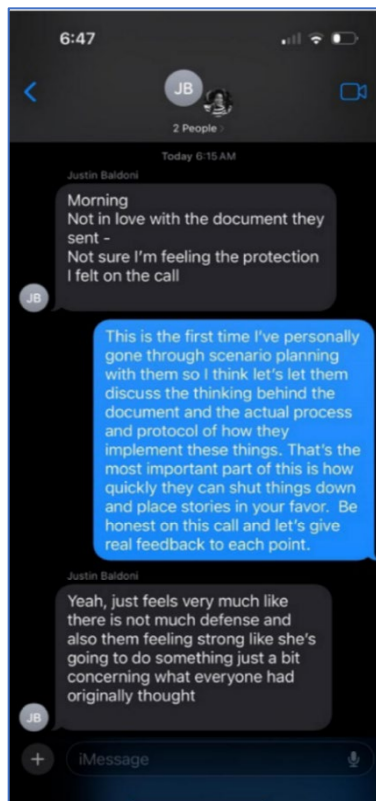 6:47
JB
2 People
Today 6:15 AM
Justin Baldoni
Morning
Not in love with the document they
sent -
Not sure I'm feeling the protection
I felt on the call
JB
This is the first time I've personally
gone through scenario planning
with them so I think let's let them
discuss the thinking behind the
document and the actual process
and protocol of how they
implement these things. That's the
most important part of this is how
quickly they can shut things down
and place stories in your favor.  Be
honest on this call and let's give
real feedback to each point.
Justin Baldoni
Yeah, just feels very much like
there is not much defense and
also them feeling strong like she's
going to do something just a bit
concerning what everyone had
originally thought
JB
iMessage